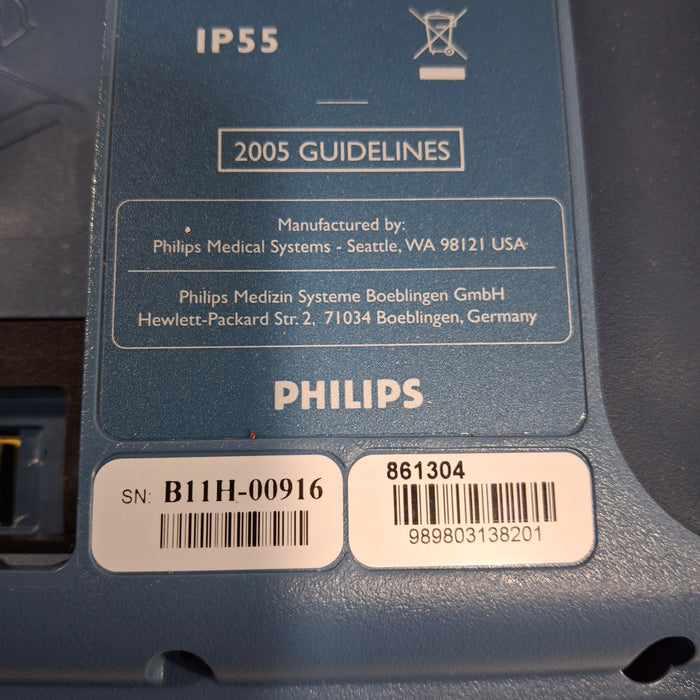 IP55
2005 GUIDELINES
Manufactured by:
Philips Medical Systems - Seattle, WA 98121 USA
Philips Medizin Systeme Boeblingen GmbH
Hewlett-Packard Str. 2, 71034 Boeblingen, Germany
PHILIPS
SN: B11H-00916
861304
989803138201